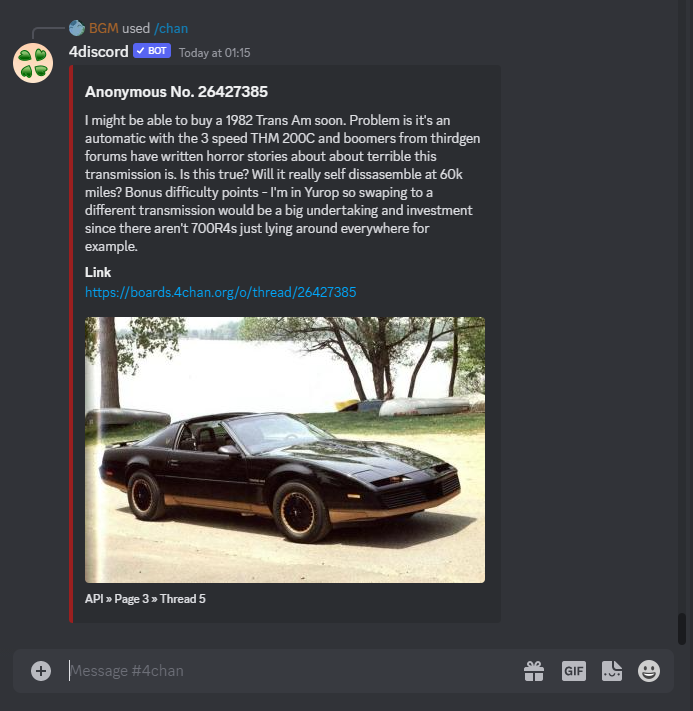 BGM used /chan
4discord ✓ BOT Today at 01:15
Anonymous No. 26427385
I might be able to buy a 1982 Trans Am soon. Problem is it's an
automatic with the 3 speed THM 200C and boomers from thirdgen
forums have written horror stories about about terrible this
transmission is. Is this true? Will it really self dissasemble at 60k
miles? Bonus difficulty points - I'm in Yurop so swaping to a
different transmission would be a big undertaking and investment
since there aren't 700R4s just lying around everywhere for
example.
Link
https://boards.4chan.org/o/thread/26427385
API » Page 3 » Thread 5
Message #4chan
GIF